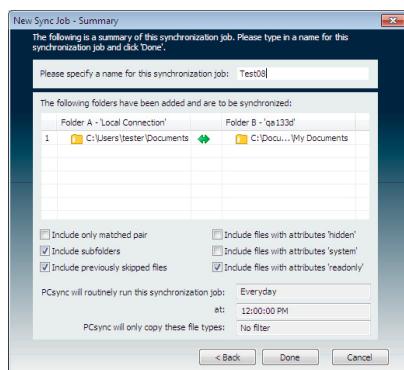 New Sync Job - Summary
The following is a summary of this synchronization job. Please type in a name for this
synchronization job and click 'Done'.
Please specify a name for this synchronization job: Test08
The following folders have been added and are to be synchronized:
Folder A - 'Local Connection' Folder B - 'qa133d'
1 C:\Users\tester\Documents C:\Docu...\My Documents
Include only matched pair Include files with attributes 'hidden'
Include subfolders Include files with attributes 'system'
Include previously skipped files Include files with attributes 'readonly'
PCsync will routinely run this synchronization job: Everyday
at: 12:00:00 PM
PCsync will only copy these file types: No filter
< Back Done Cancel